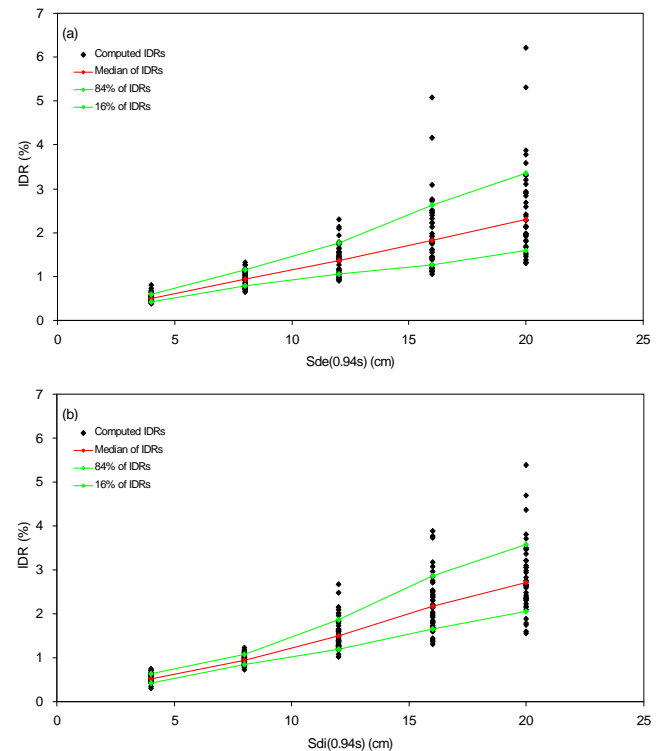 (a)
Computed IDRs
Median of IDRs
84% of IDRs
16% of IDRs
7
6
5
4
3
2
1
0
IDR (%)
0 5 10 15 20 25
Sde(0.94s) (cm)
(b)
Computed IDRs
Median of IDRs
84% of IDRs
16% of IDRs
7
6
5
4
3
2
1
0
IDR (%)
0 5 10 15 20 25
Sdi(0.94s) (cm)